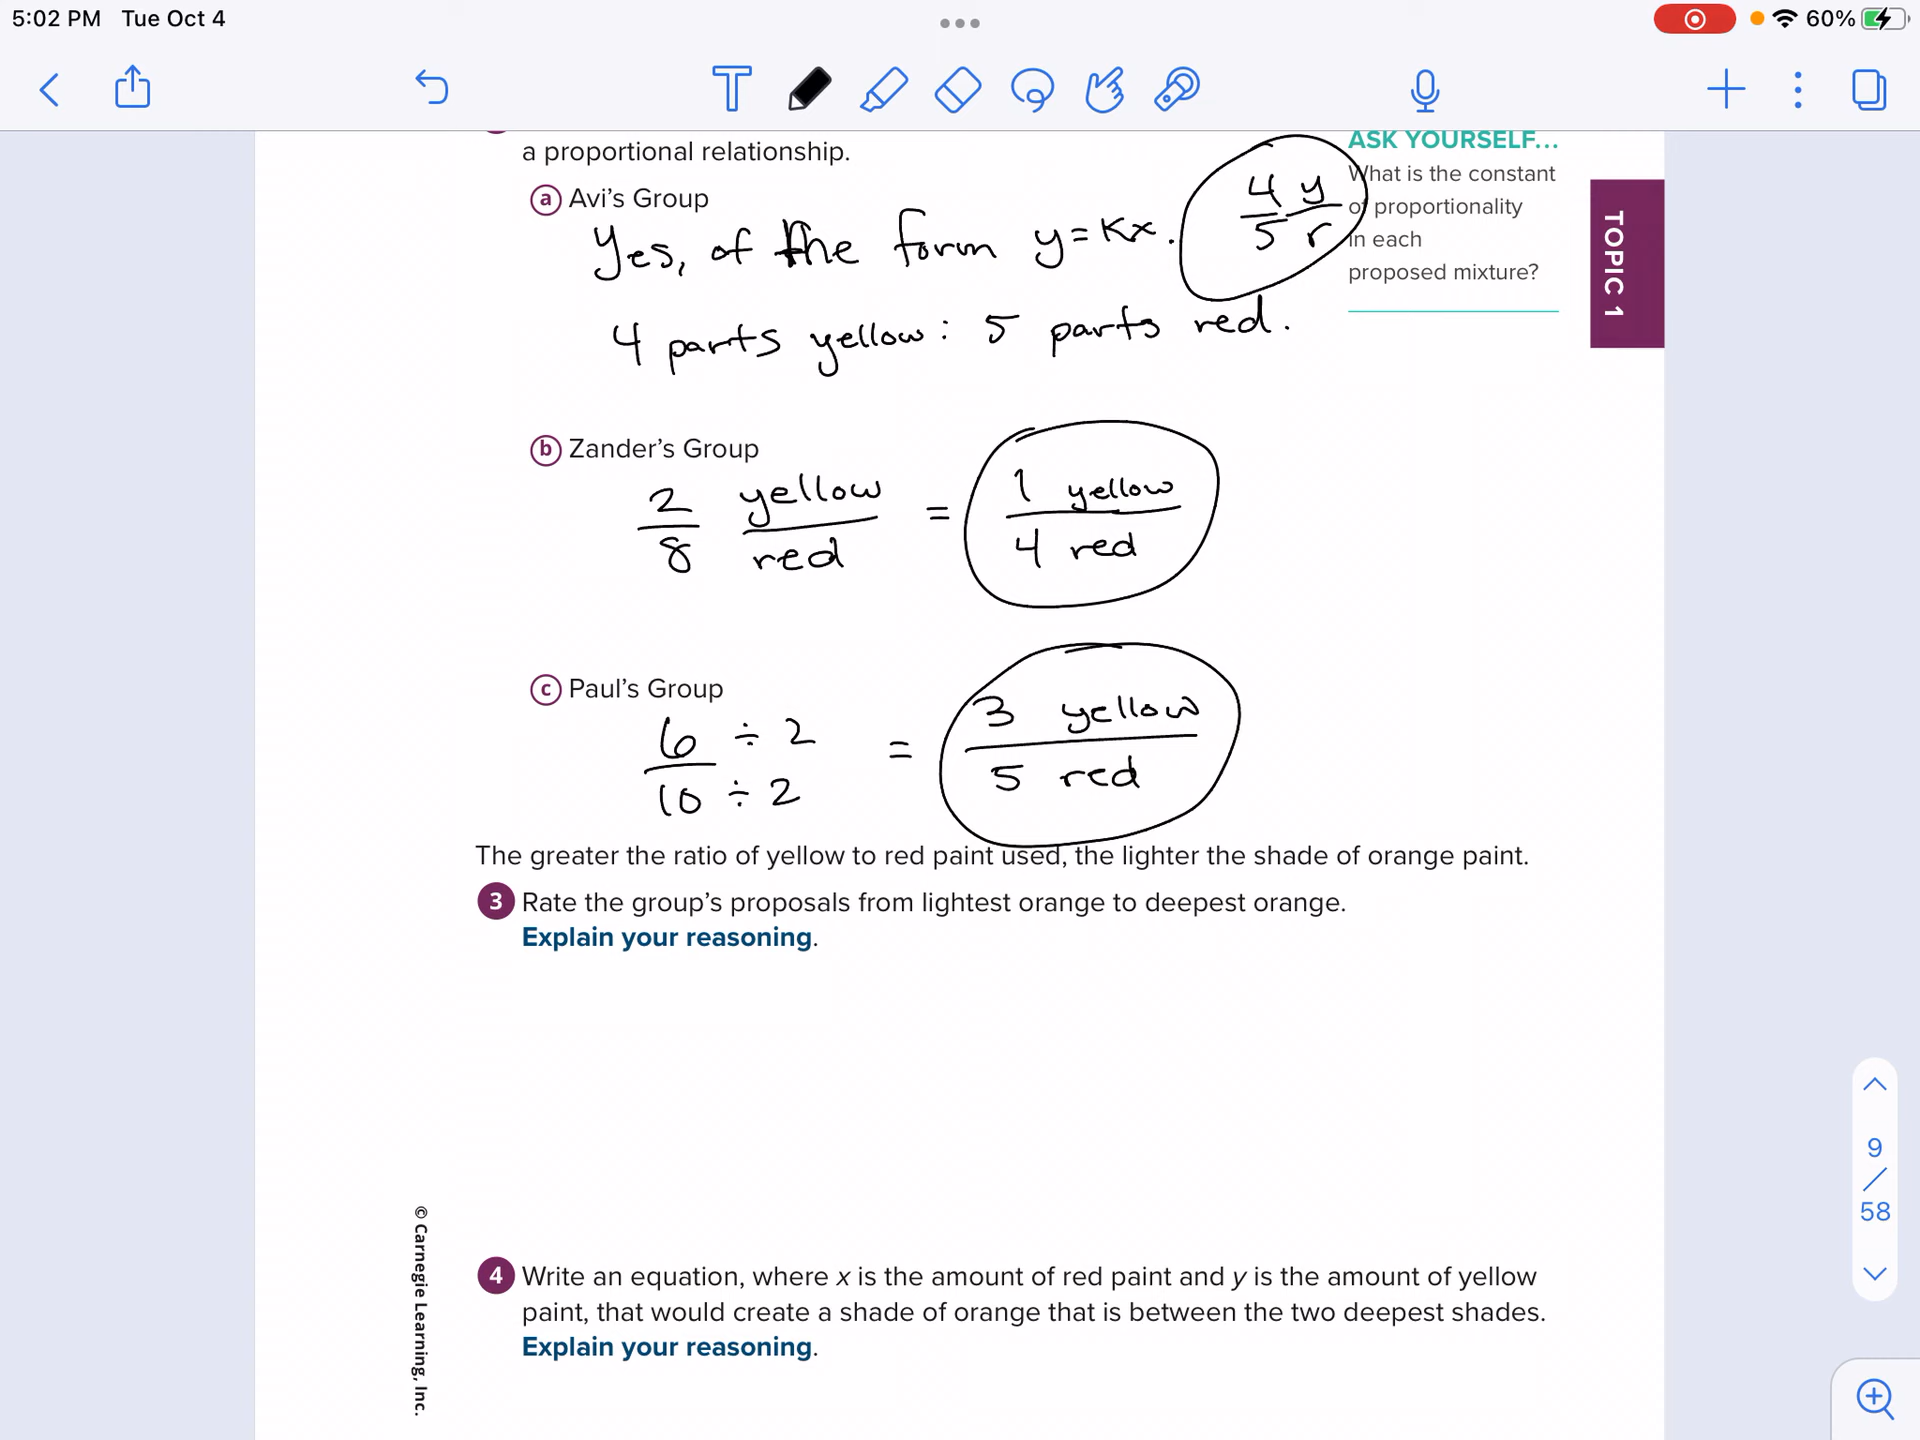 5:02 PM Tue Oct 4
60%
a proportional relationship.
ASK YOURSELF...
What is the constant
of proportionality
in each
proposed mixture?
TOPIC 1
a Avi's Group
Yes, of the form y=Kx.
4 y
5 r
4 parts yellow: 5 parts red.
b Zander's Group
2 yellow = 1 yellow
8 red 4 red
c Paul's Group
6 ÷ 2 = 3 yellow
10 ÷ 2 5 red
The greater the ratio of yellow to red paint used, the lighter the shade of orange paint.
3 Rate the group's proposals from lightest orange to deepest orange.
Explain your reasoning.
4 Write an equation, where x is the amount of red paint and y is the amount of yellow
paint, that would create a shade of orange that is between the two deepest shades.
Explain your reasoning.
© Carnegie Learning, Inc.
9
/
58